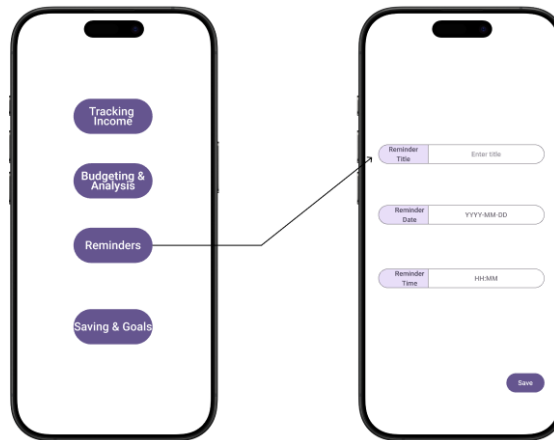 Tracking
Income
Budgeting &
Analysis
Reminders
Saving & Goals
Reminder
Title
Enter title
Reminder
Date
YYYY-MM-DD
Reminder
Time
HH:MM
Save